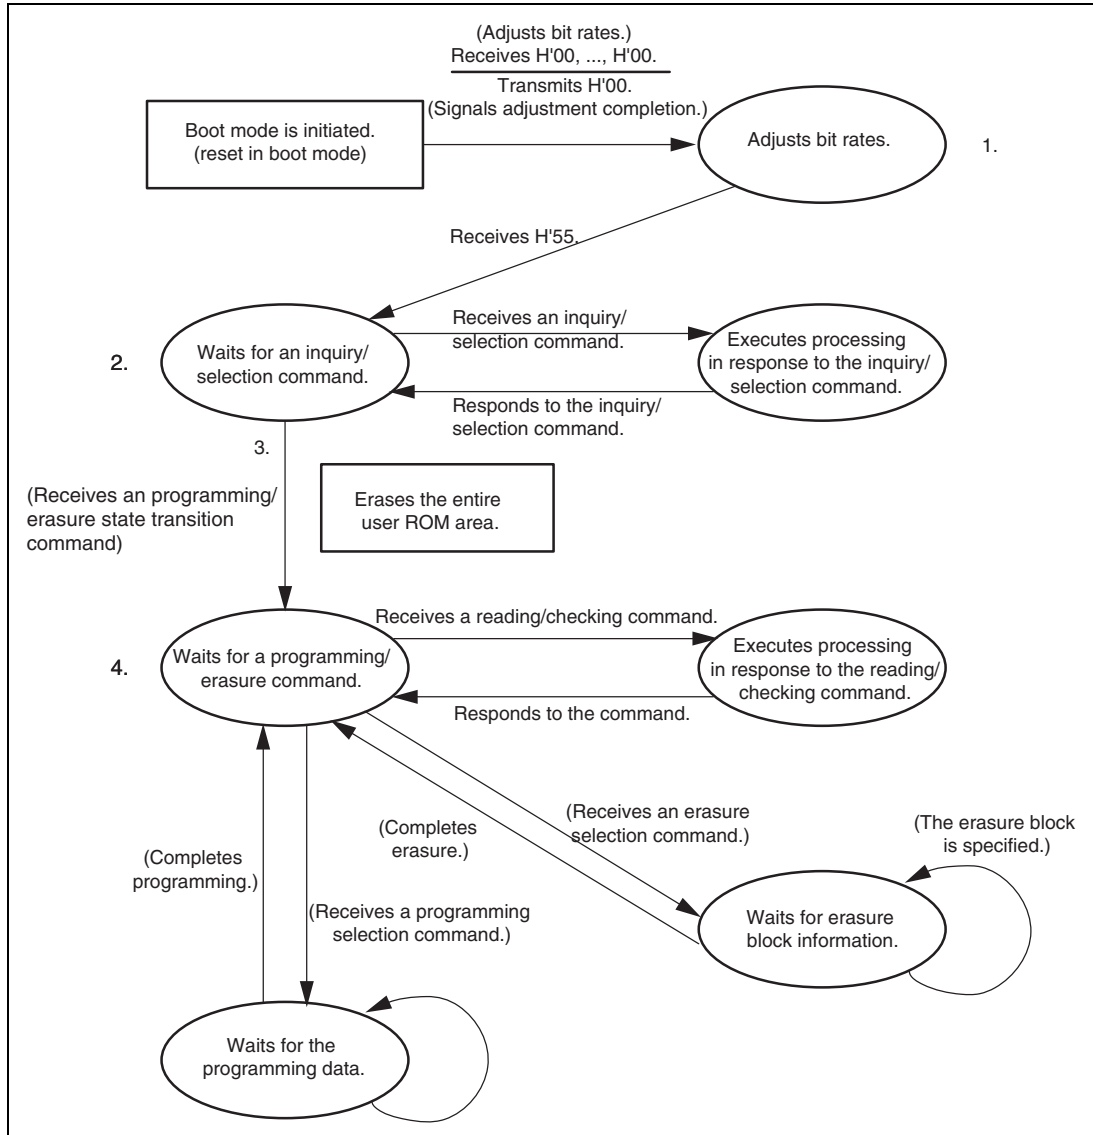 (Adjusts bit rates.)
Receives H'00, ..., H'00.
Transmits H'00.
(Signals adjustment completion.)
Boot mode is initiated.
(reset in boot mode)
Adjusts bit rates.
1.
Receives H'55.
2.
Waits for an inquiry/
selection command.
Receives an inquiry/
selection command.
Executes processing
in response to the inquiry/
selection command.
Responds to the inquiry/
selection command.
3.
(Receives an programming/
erasure state transition
command)
Erases the entire
user ROM area.
4.
Waits for a programming/
erasure command.
Receives a reading/checking command.
Executes processing
in response to the reading/
checking command.
Responds to the command.
(Completes
programming.)
(Receives a programming
selection command.)
(Completes
erasure.)
(Receives an erasure
selection command.)
(The erasure block
is specified.)
Waits for erasure
block information.
Waits for the
programming data.